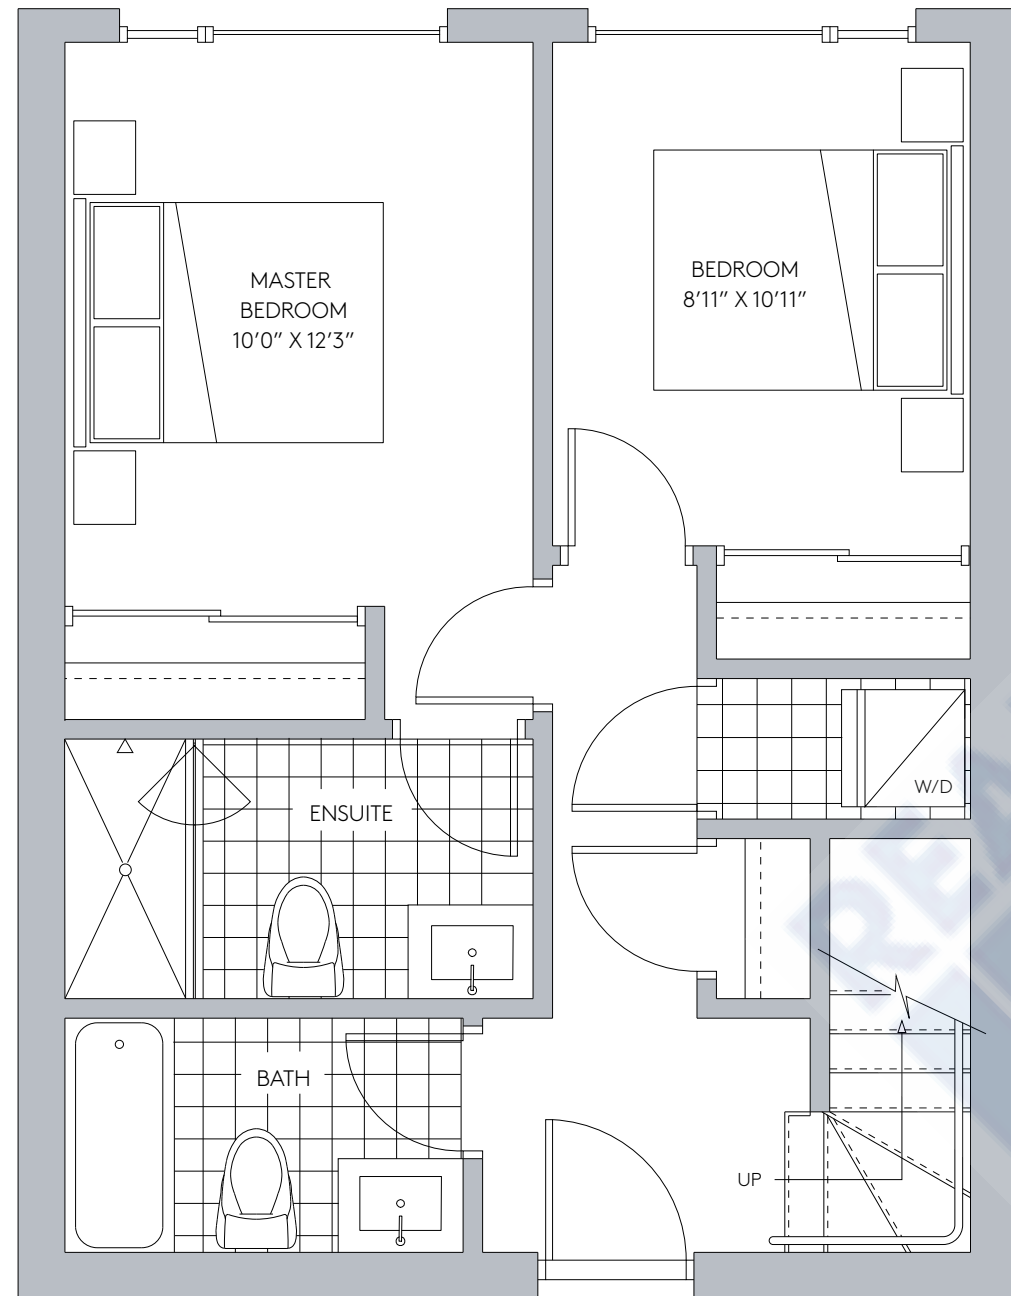 MASTER
BEDROOM
10'0" X 12'3"
BEDROOM
8'11" X 10'11"
W/D
ENSUITE
BATH
UP